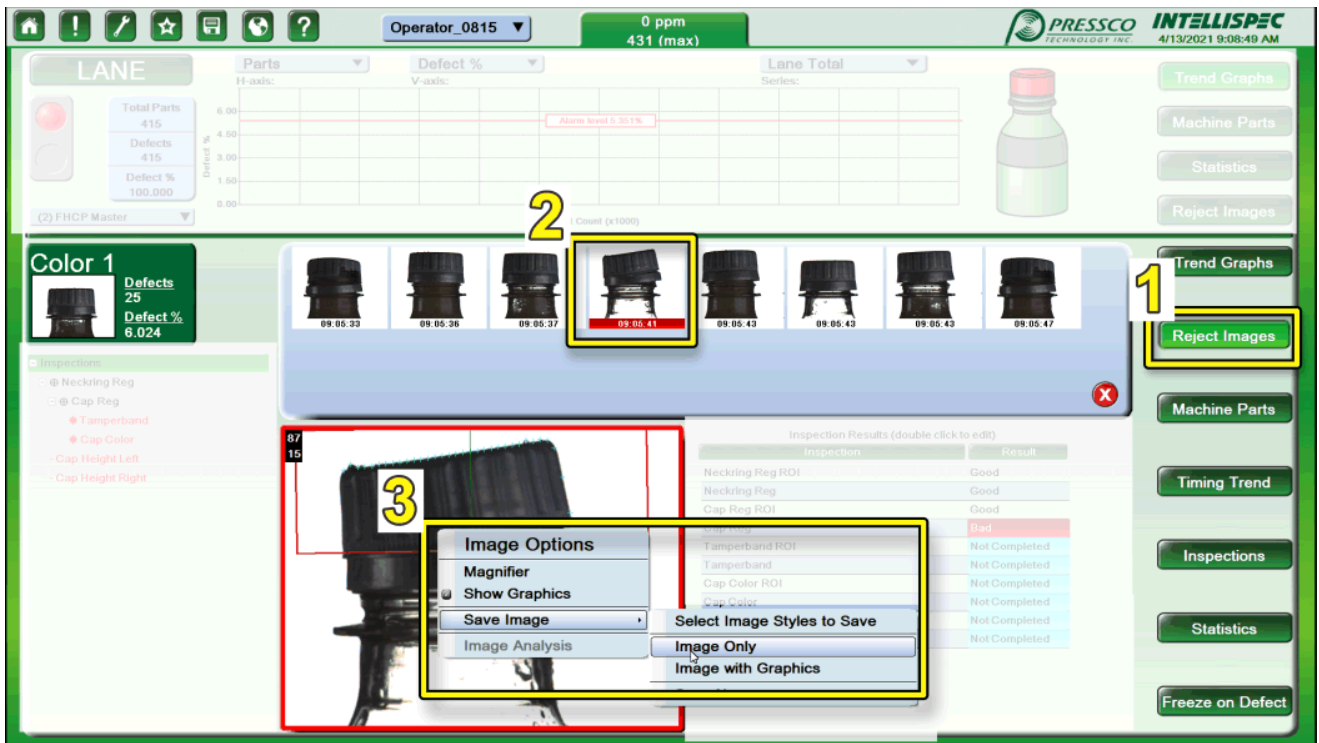 Operator_0815 ▼
0 ppm
431 (max)
PRESSCO
TECHNOLOGY INC.
INTELLISPEC
4/13/2021 9:08:49 AM
LANE
Parts ▼
H-axis:
Defect % ▼
V-axis:
Lane Total ▼
Series:
Trend Graphs
Machine Parts
Statistics
Reject Images
Total Parts
415
Defects
415
Defect %
100.000
(2) FHCP Master ▼
Defect %
6.00
4.50
3.00
1.50
0.00
Alarm level 5.351%
Count (x1000)
2
Color 1
Defects
25
Defect %
6.024
09:05:33
09:05:36
09:05:37
09:05:41
09:05:43
09:05:43
09:05:43
09:05:47
1
Trend Graphs
Reject Images
Machine Parts
Timing Trend
Inspections
Statistics
Freeze on Defect
Inspections
Neckring Reg
Cap Reg
Tamperband
Cap Color
Cap Height Left
Cap Height Right
87
15
3
Image Options
Magnifier
Show Graphics
Save Image
Image Analysis
Select Image Styles to Save
Image Only
Image with Graphics
Inspection Results (double click to edit)
Inspection Result
Neckring Reg ROI Good
Neckring Reg Good
Cap Reg ROI Good
Cap Reg Bad
Tamperband ROI Not Completed
Tamperband Not Completed
Cap Color ROI Not Completed
Cap Color Not Completed
Not Completed
Not Completed